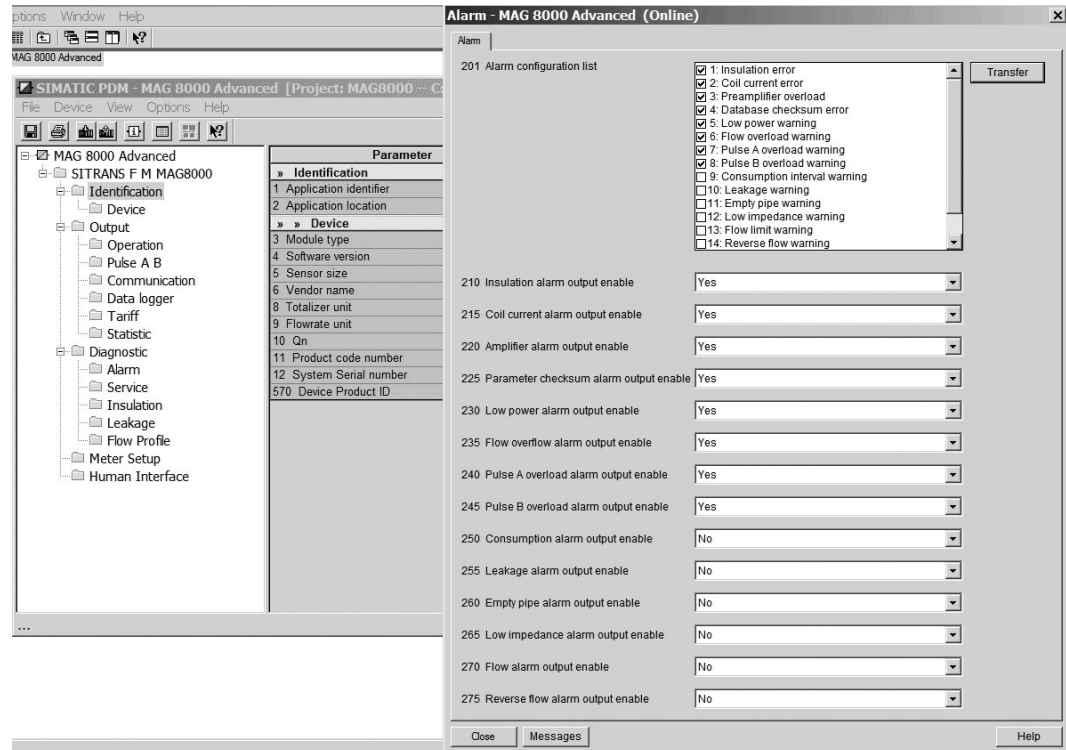 ptions Window Help
MAG 8000 Advanced
SIMATIC PDM - MAG 8000 Advanced [Project: MAG8000 -- C:
File Device View Options Help
MAG 8000 Advanced
SITRANS F M MAG8000
Identification
Device
Output
Operation
Pulse A B
Communication
Data logger
Tariff
Statistic
Diagnostic
Alarm
Service
Insulation
Leakage
Flow Profile
Meter Setup
Human Interface
Parameter
» Identification
1 Application identifier
2 Application location
» » Device
3 Module type
4 Software version
5 Sensor size
6 Vendor name
8 Totalizer unit
9 Flowrate unit
10 Qn
11 Product code number
12 System Serial number
570 Device Product ID
...
Alarm - MAG 8000 Advanced (Online)
Alarm
201 Alarm configuration list
1: Insulation error
2: Coil current error
3: Preamplifier overload
4: Database checksum error
5: Low power warning
6: Flow overload warning
7: Pulse A overload warning
8: Pulse B overload warning
9: Consumption interval warning
10: Leakage warning
11: Empty pipe warning
12: Low impedance warning
13: Flow limit warning
14: Reverse flow warning
Transfer
210 Insulation alarm output enable Yes
215 Coil current alarm output enable Yes
220 Amplifier alarm output enable Yes
225 Parameter checksum alarm output enable Yes
230 Low power alarm output enable Yes
235 Flow overflow alarm output enable Yes
240 Pulse A overload alarm output enable Yes
245 Pulse B overload alarm output enable Yes
250 Consumption alarm output enable No
255 Leakage alarm output enable No
260 Empty pipe alarm output enable No
265 Low impedance alarm output enable No
270 Flow alarm output enable No
275 Reverse flow alarm output enable No
Close Messages Help